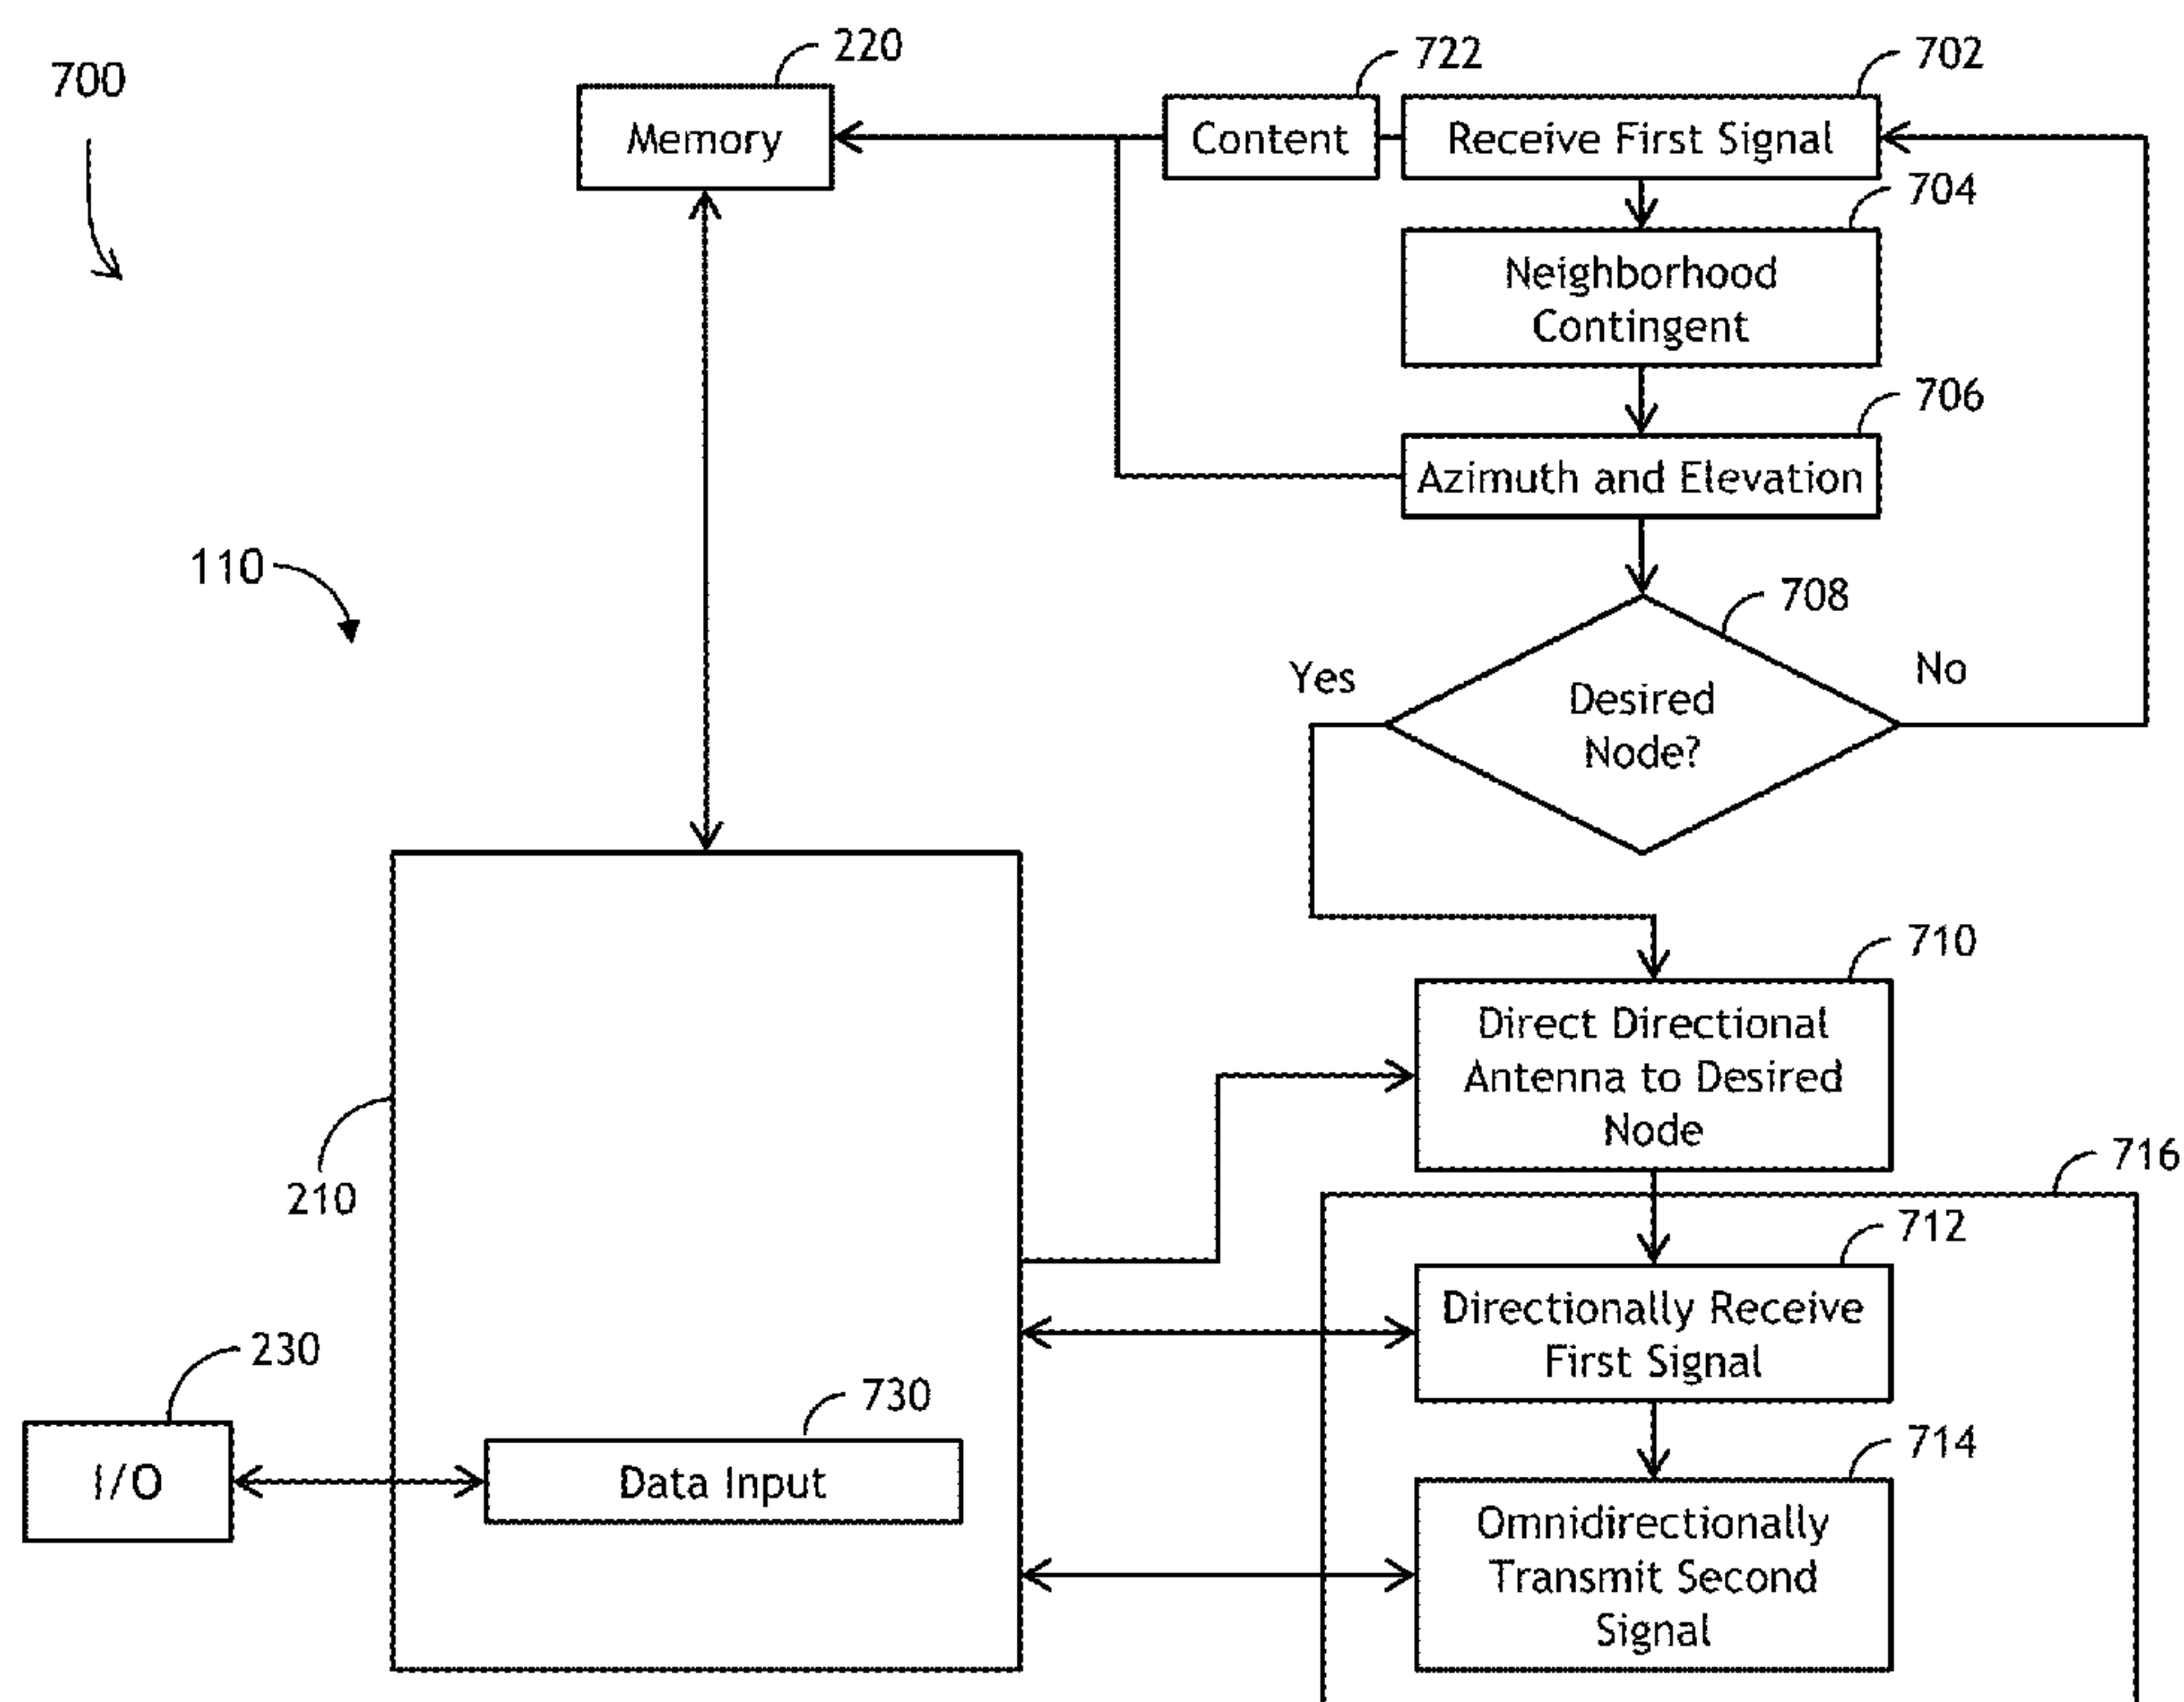 700
220
722
702
Memory
Content
Receive First Signal
704
Neighborhood
Contingent
706
Azimuth and Elevation
110
708
Yes
No
Desired
Node?
710
Direct Directional
Antenna to Desired
Node
716
210
712
Directionally Receive
First Signal
230
730
714
I/O
Data Input
Omnidirectionally
Transmit Second
Signal